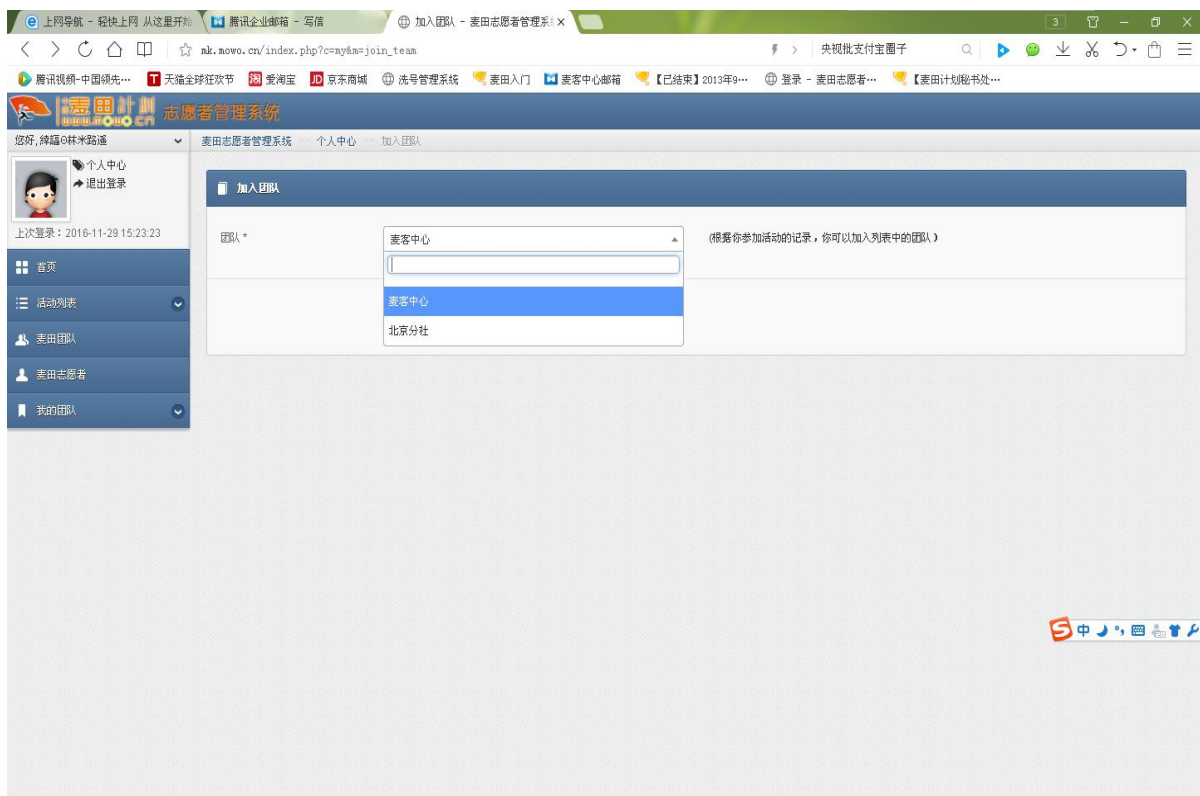 上网导航 - 轻快上网 从这里开始
腾讯企业邮箱 - 写信
加入团队 - 麦田志愿者管理系
3
mk.mowo.cn/index.php?c=my&m=join_team
央视批支付宝圈子
腾讯视频-中国领先…
天猫全球狂欢节
爱淘宝
京东商城
洗号管理系统
麦田入门
麦客中心邮箱
【已结束】2013年9…
登录 - 麦田志愿者…
【麦田计划秘书处…
麦田計劃 志愿者管理系统
www.mowo.cn
您好,
林米路遥
麦田志愿者管理系统 >> 个人中心 >> 加入团队
个人中心
退出登录
上次登录：2016-11-29 15:23:23
首页
活动列表
麦田团队
麦田志愿者
我的团队
加入团队
团队 *
麦客中心
(根据你参加活动的记录，你可以加入列表中的团队)
麦客中心
北京分社
中